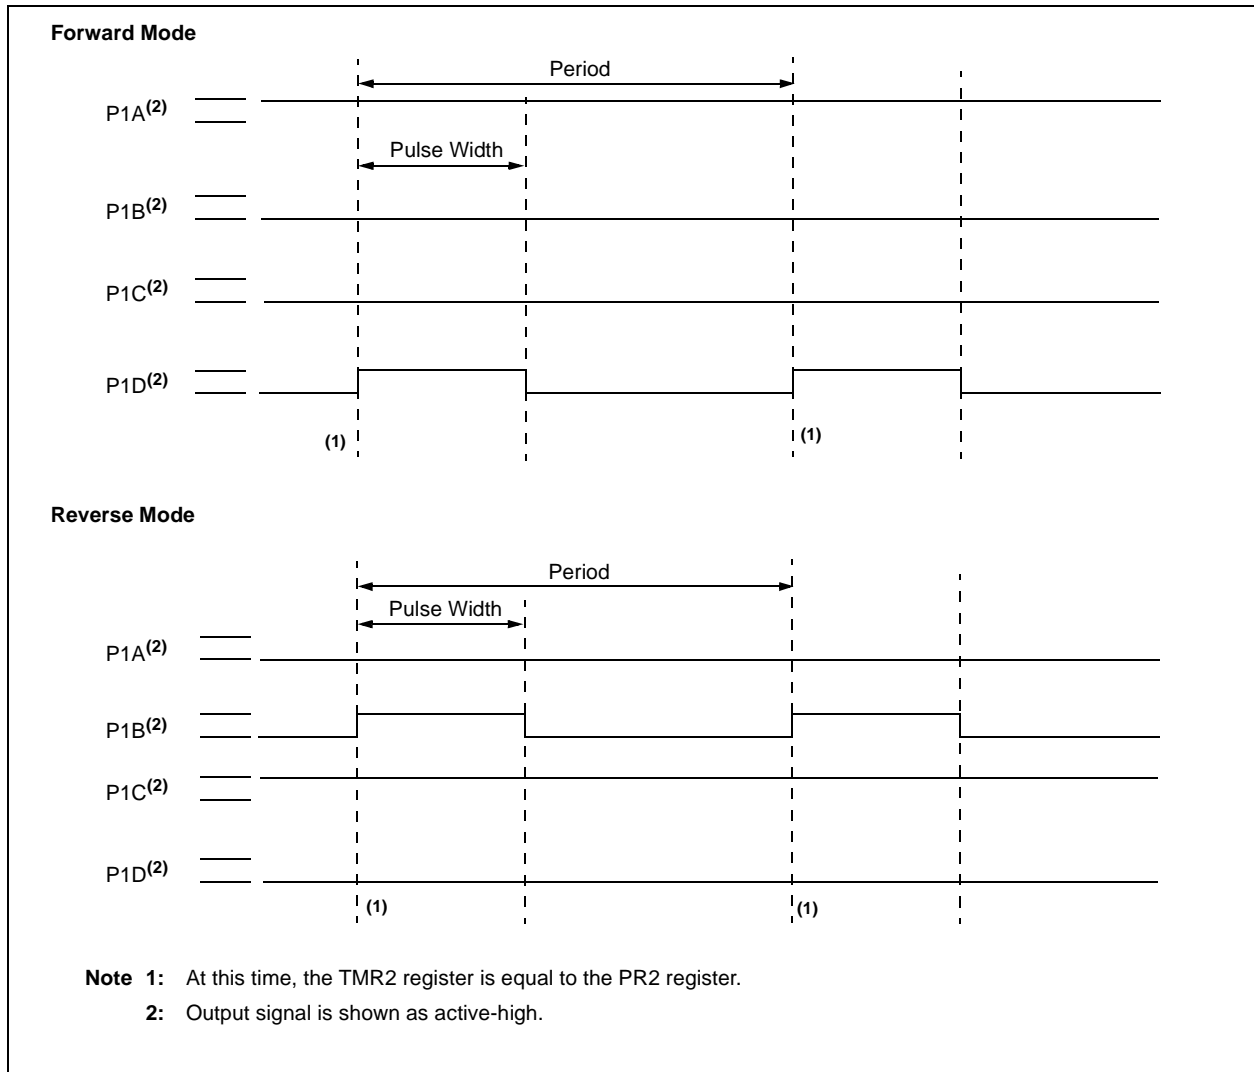 Forward Mode
Period
P1A(2)
Pulse Width
P1B(2)
P1C(2)
P1D(2)
(1)
(1)
Reverse Mode
Period
Pulse Width
P1A(2)
P1B(2)
P1C(2)
P1D(2)
(1)
(1)
Note 1: At this time, the TMR2 register is equal to the PR2 register.
2: Output signal is shown as active-high.